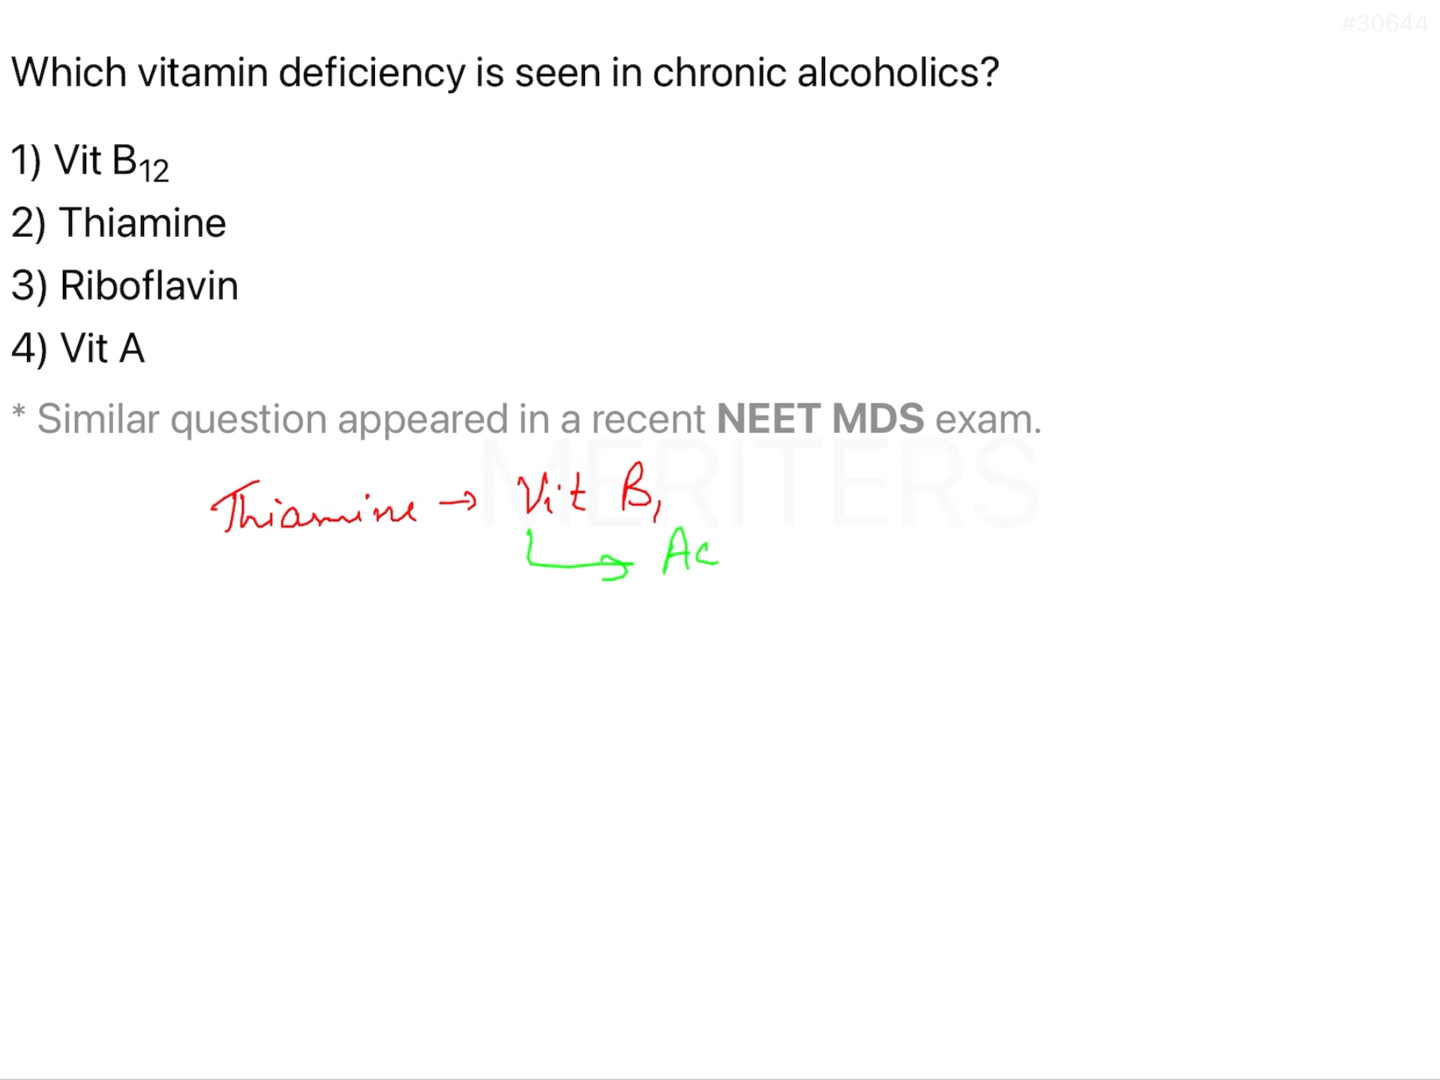 #30644
Which vitamin deficiency is seen in chronic alcoholics?
1) Vit B₁₂
2) Thiamine
3) Riboflavin
4) Vit A
* Similar question appeared in a recent NEET MDS exam.
MERITERS
Thiamine → Vit B₁
↳ Ac